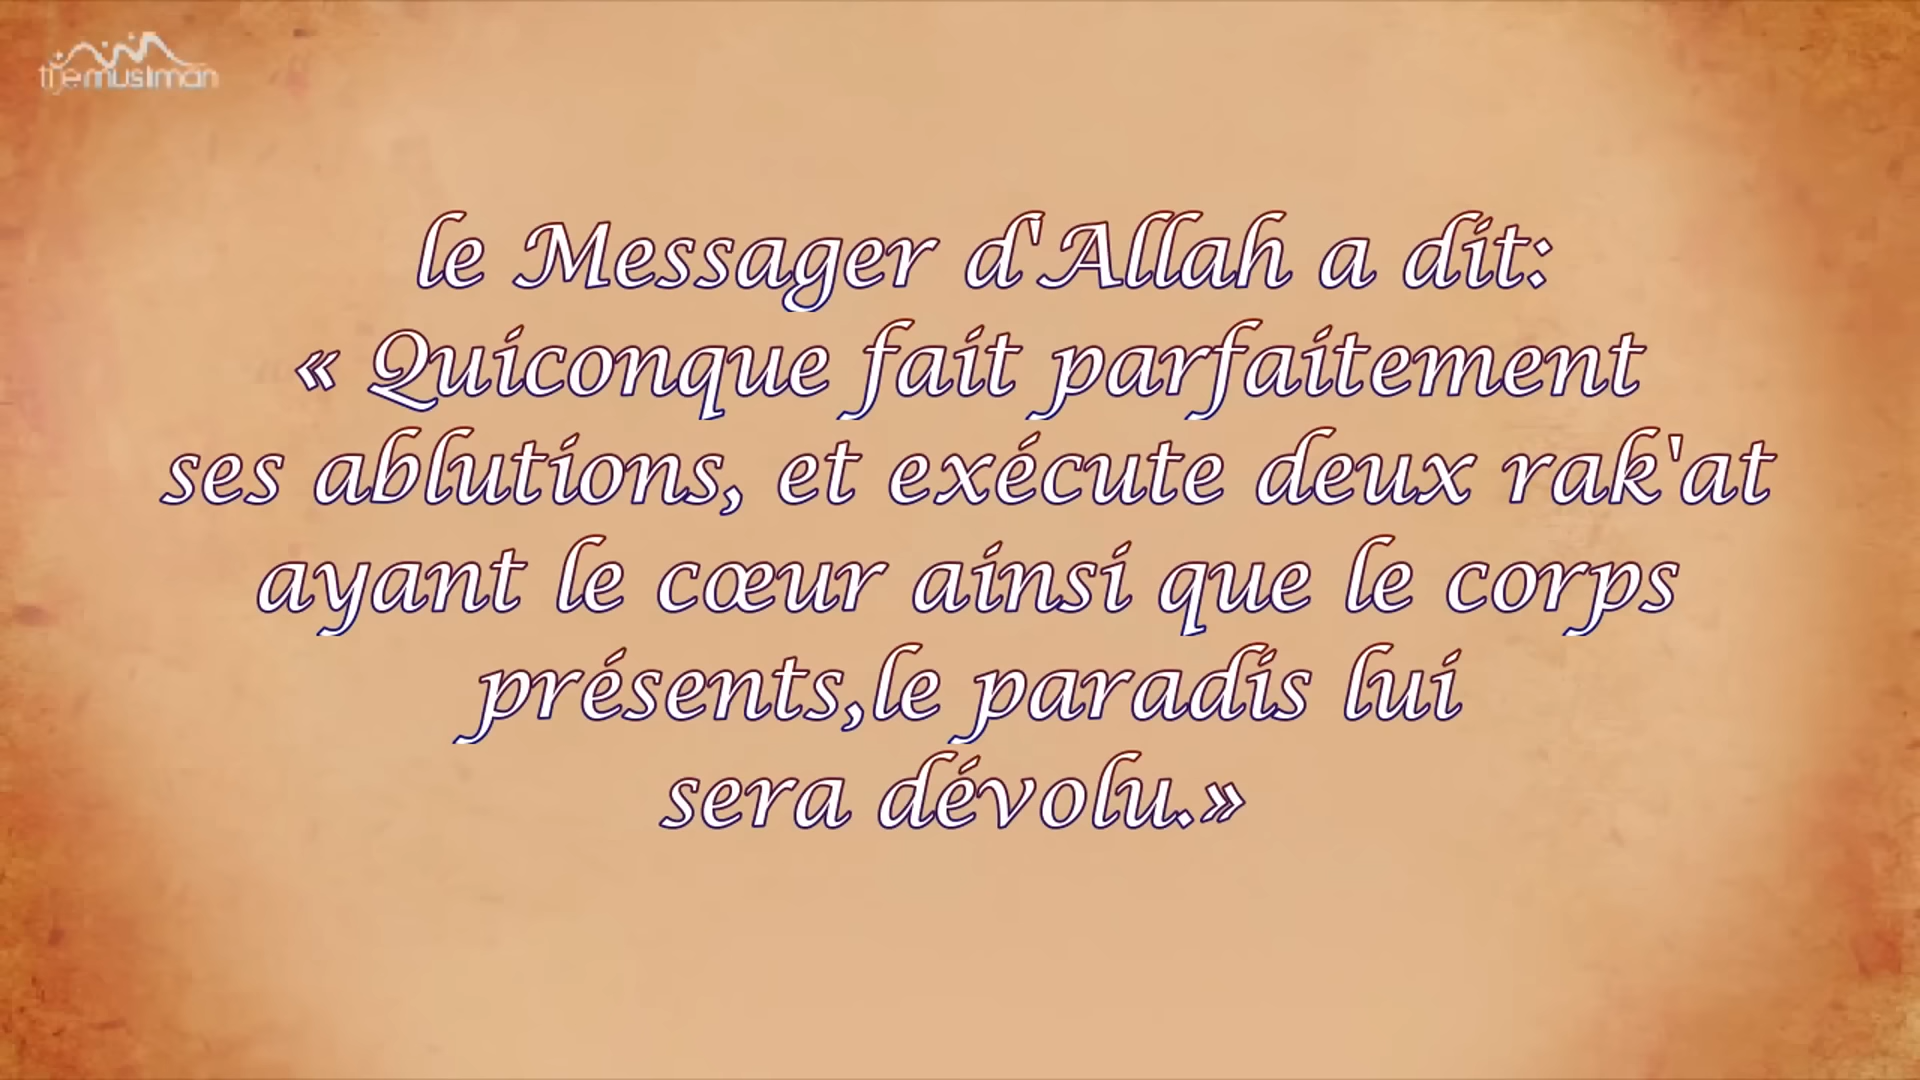 themusliman
le Messager d'Allah a dit:
« Quiconque fait parfaitement
ses ablutions, et exécute deux rak'at
ayant le cœur ainsi que le corps
présents,le paradis lui
sera dévolu.»